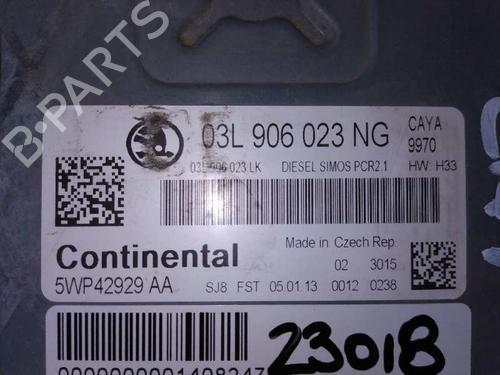 B-PARTS
03L 906 023 NG
CAYA
9970
03L 906 023 LK DIESEL SIMOS PCR2.1 HW: H33
Continental
Made in Czech Rep.
02 3015
5WP42929 AA SJ8 FST 05.01.13 0012 0238
23018